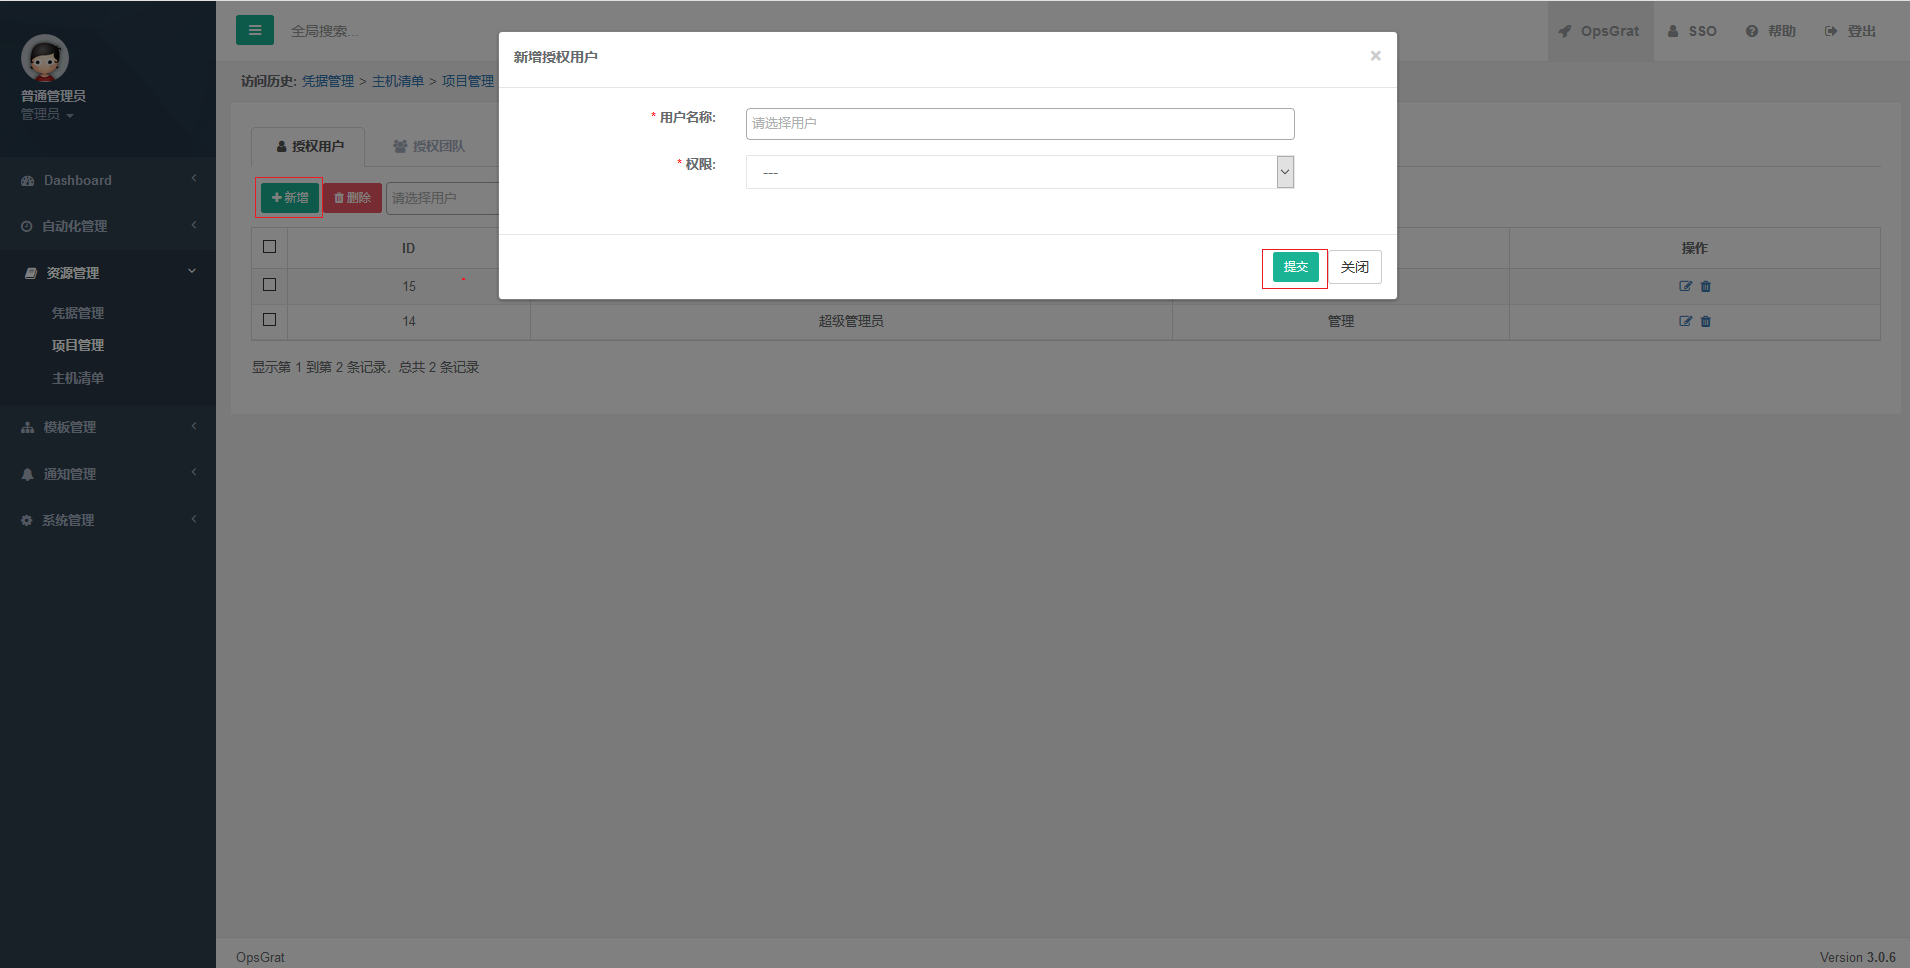 全局搜索...
OpsGrat
SSO
帮助
登出
普通管理员
管理员
Dashboard
自动化管理
资源管理
凭据管理
项目管理
主机清单
模板管理
通知管理
系统管理
访问历史: 凭据管理 > 主机清单 > 项目管理
授权用户
授权团队
新增
删除
请选择用户
ID
操作
15
14
超级管理员
管理
显示第 1 到第 2 条记录，总共 2 条记录
新增授权用户
×
* 用户名称:
请选择用户
* 权限:
---
提交
关闭
OpsGrat
Version 3.0.6